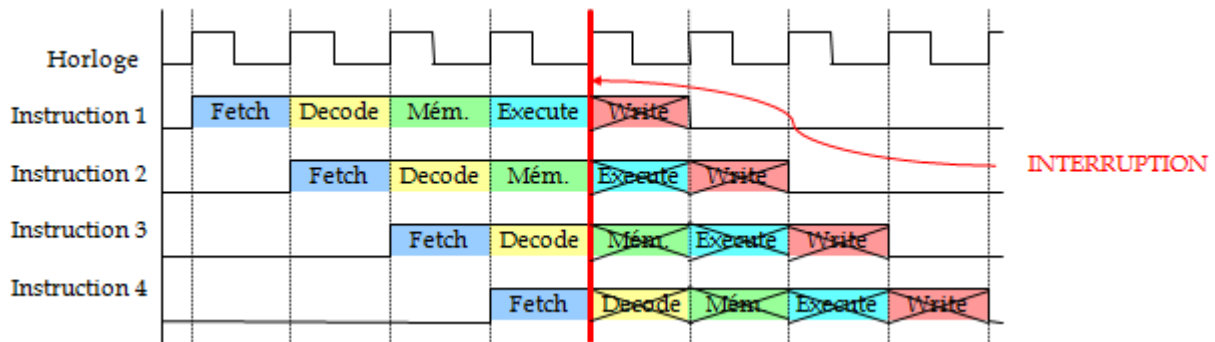 Horloge
Instruction 1 Fetch Decode Mém. Execute Write
Instruction 2 Fetch Decode Mém. Execute Write INTERRUPTION
Instruction 3 Fetch Decode Mém. Execute Write
Instruction 4 Fetch Decode Mém. Execute Write